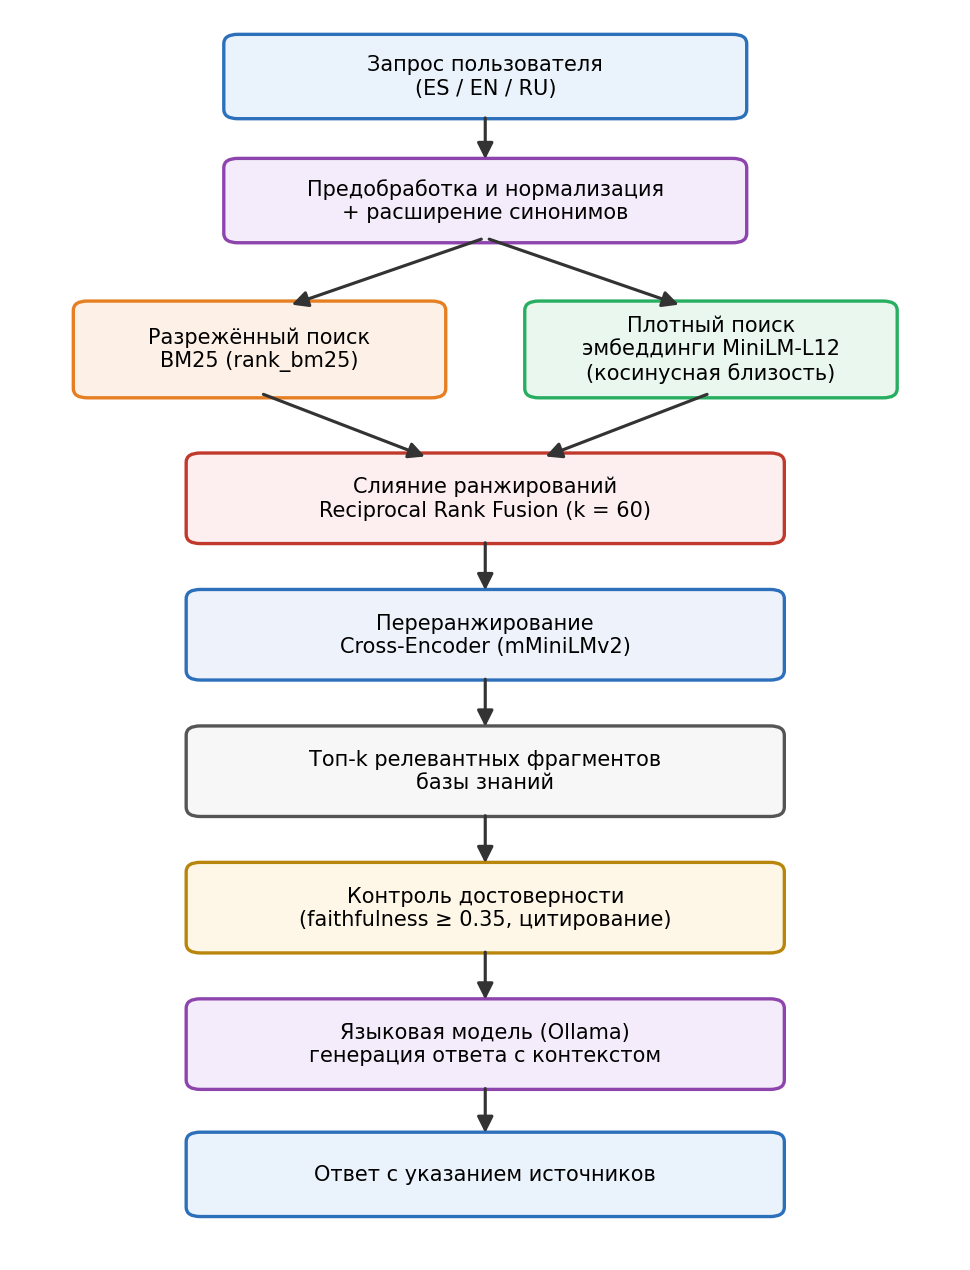 Запрос пользователя
(ES / EN / RU)
Предобработка и нормализация
+ расширение синонимов
Разрежённый поиск
BM25 (rank_bm25)
Плотный поиск
эмбеддинги MiniLM-L12
(косинусная близость)
Слияние ранжирований
Reciprocal Rank Fusion (k = 60)
Переранжирование
Cross-Encoder (mMiniLMv2)
Топ-k релевантных фрагментов
базы знаний
Контроль достоверности
(faithfulness ≥ 0.35, цитирование)
Языковая модель (Ollama)
генерация ответа с контекстом
Ответ с указанием источников